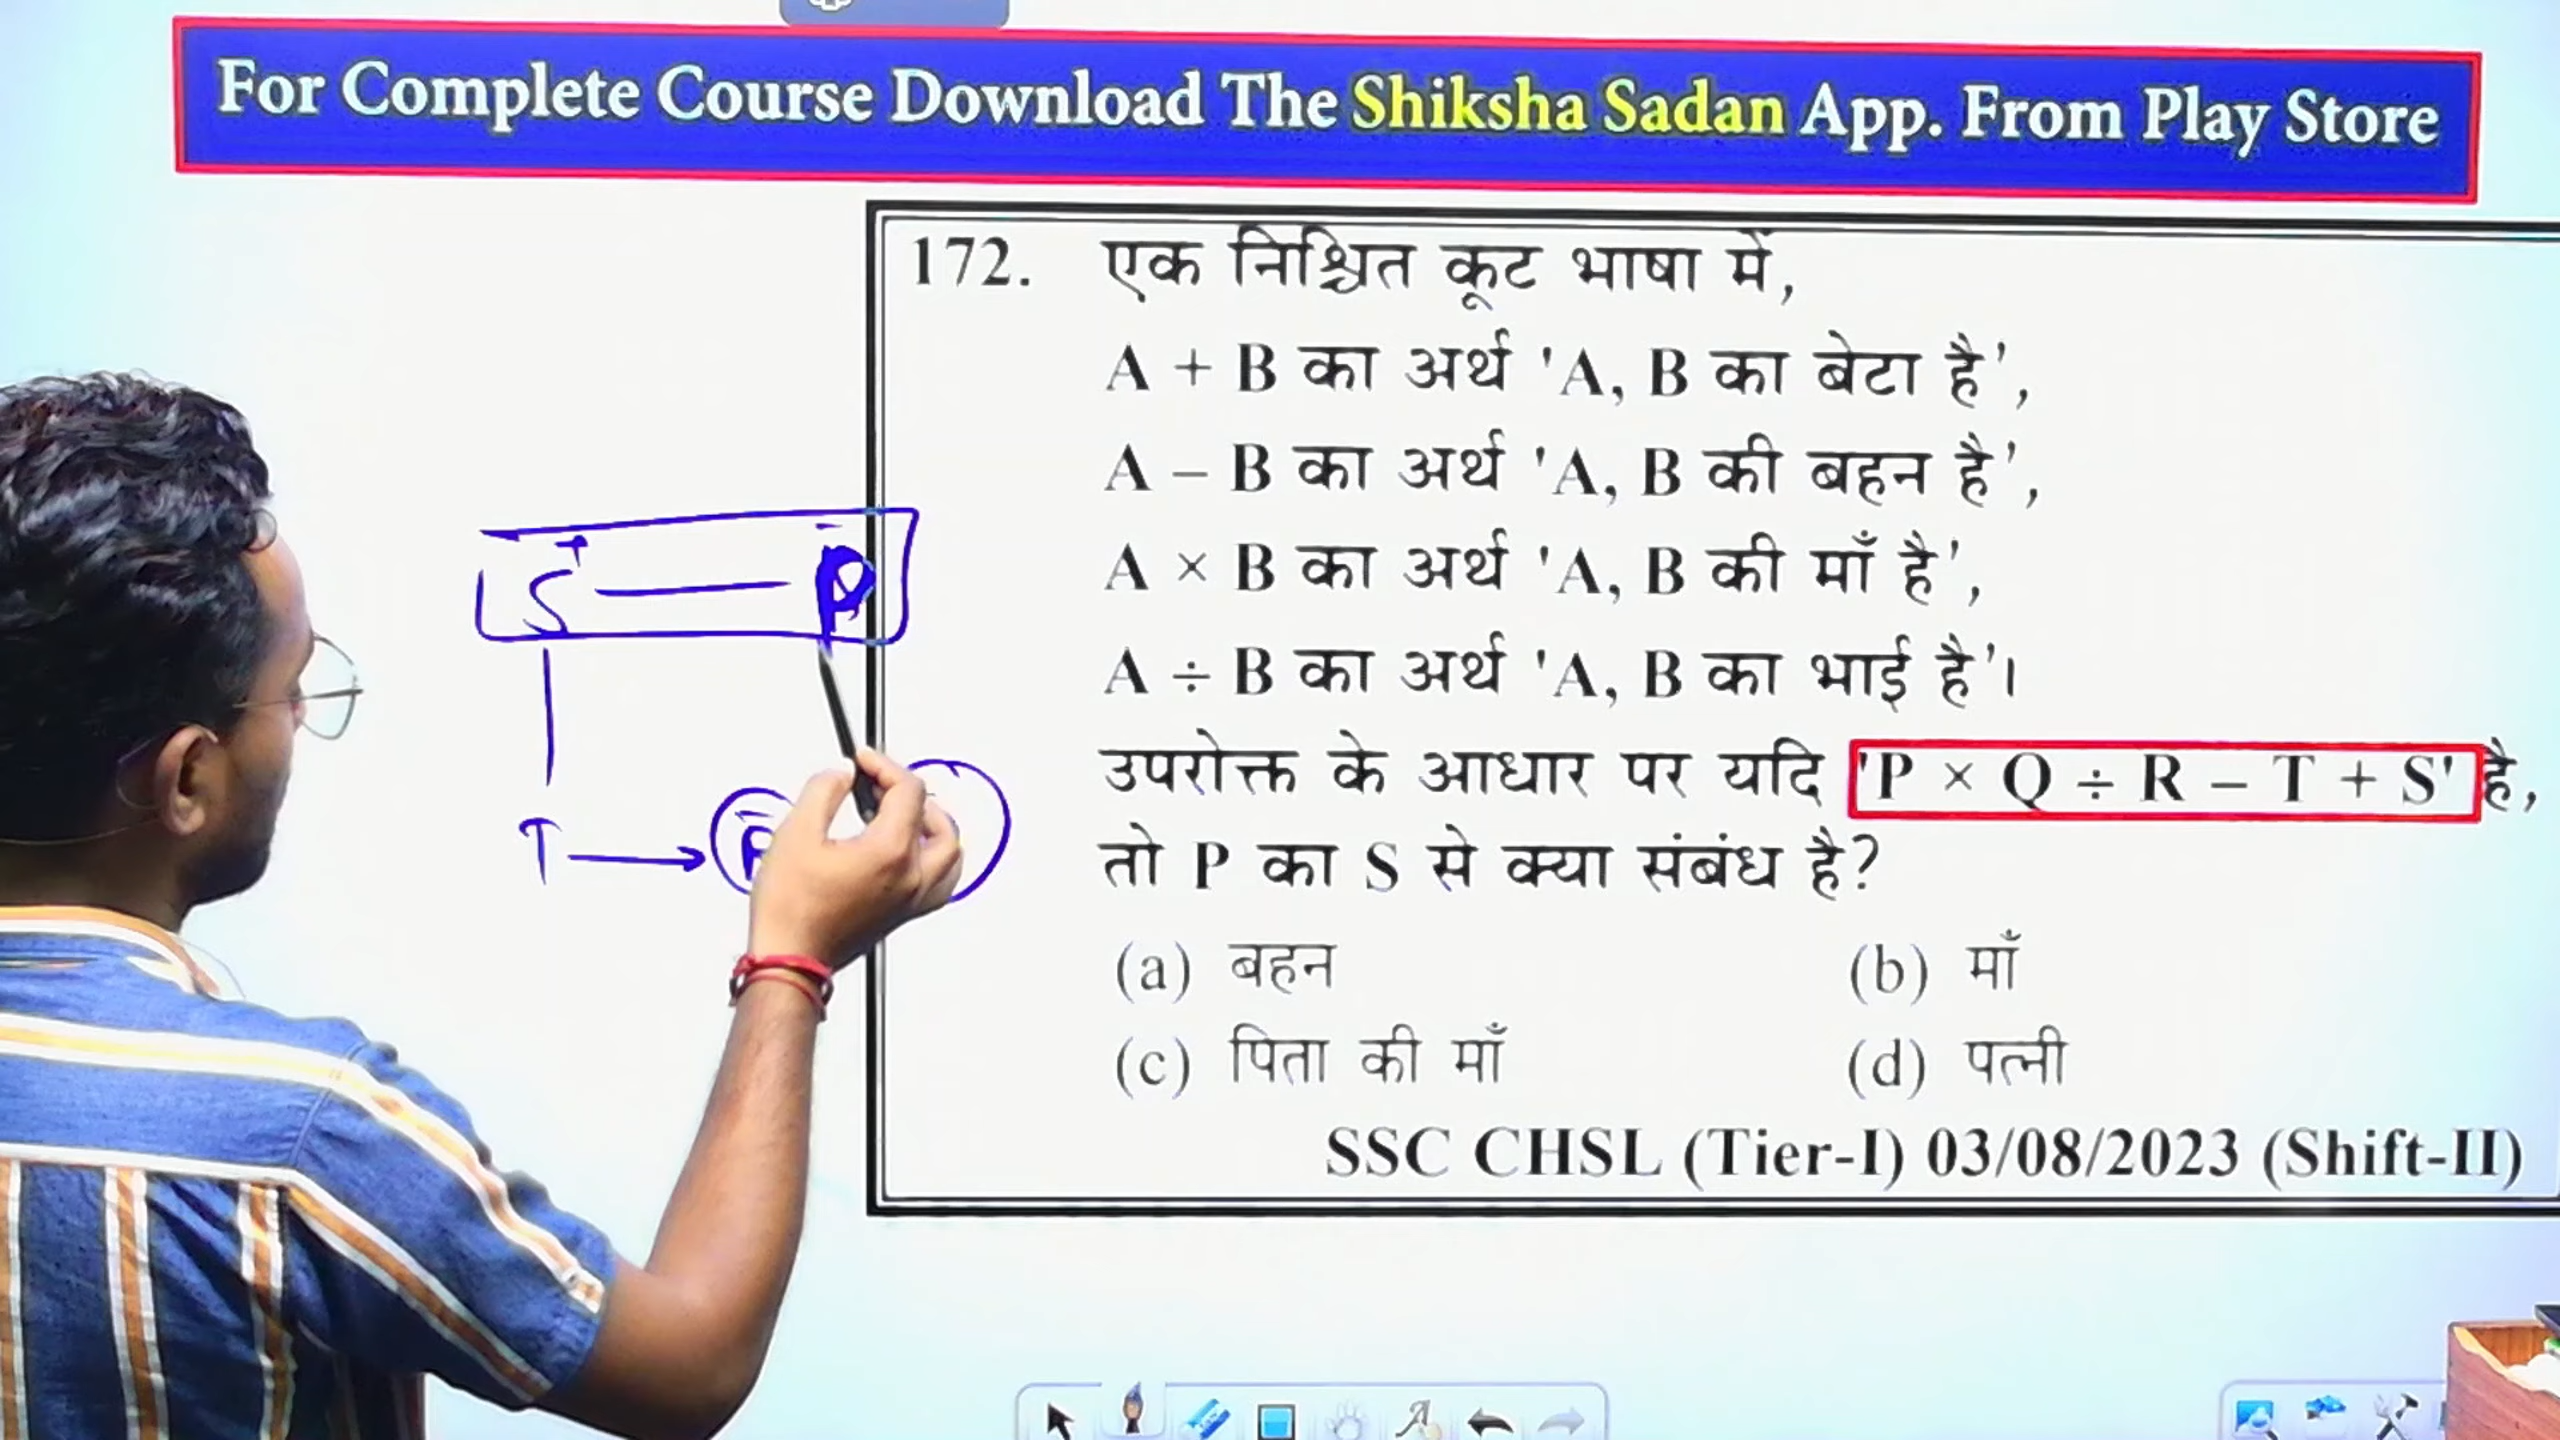 For Complete Course Download The Shiksha Sadan App. From Play Store
172. एक निश्चित कूट भाषा में,
A + B का अर्थ 'A, B का बेटा है',
A – B का अर्थ 'A, B की बहन है',
A × B का अर्थ 'A, B की माँ है',
A ÷ B का अर्थ 'A, B का भाई है'।
उपरोक्त के आधार पर यदि 'P × Q ÷ R – T + S' है,
तो P का S से क्या संबंध है?
(a) बहन (b) माँ
(c) पिता की माँ (d) पत्नी
SSC CHSL (Tier-I) 03/08/2023 (Shift-II)
S+ — P
T